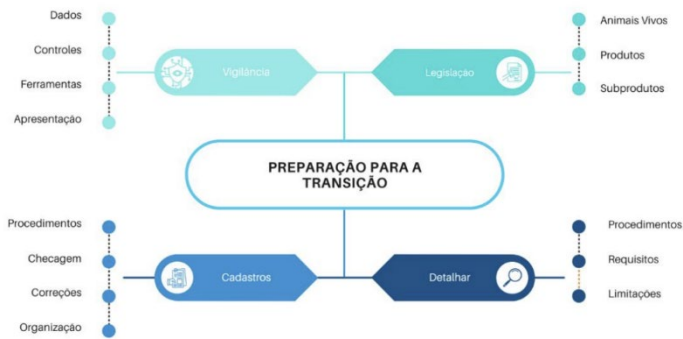 Dados
Controles
Ferramentas
Apresentação
Vigilância
Legislação
Animais Vivos
Produtos
Subprodutos
PREPARAÇÃO PARA A
TRANSIÇÃO
Procedimentos
Checagem
Correções
Organização
Cadastros
Detalhar
Procedimentos
Requisitos
Limitações